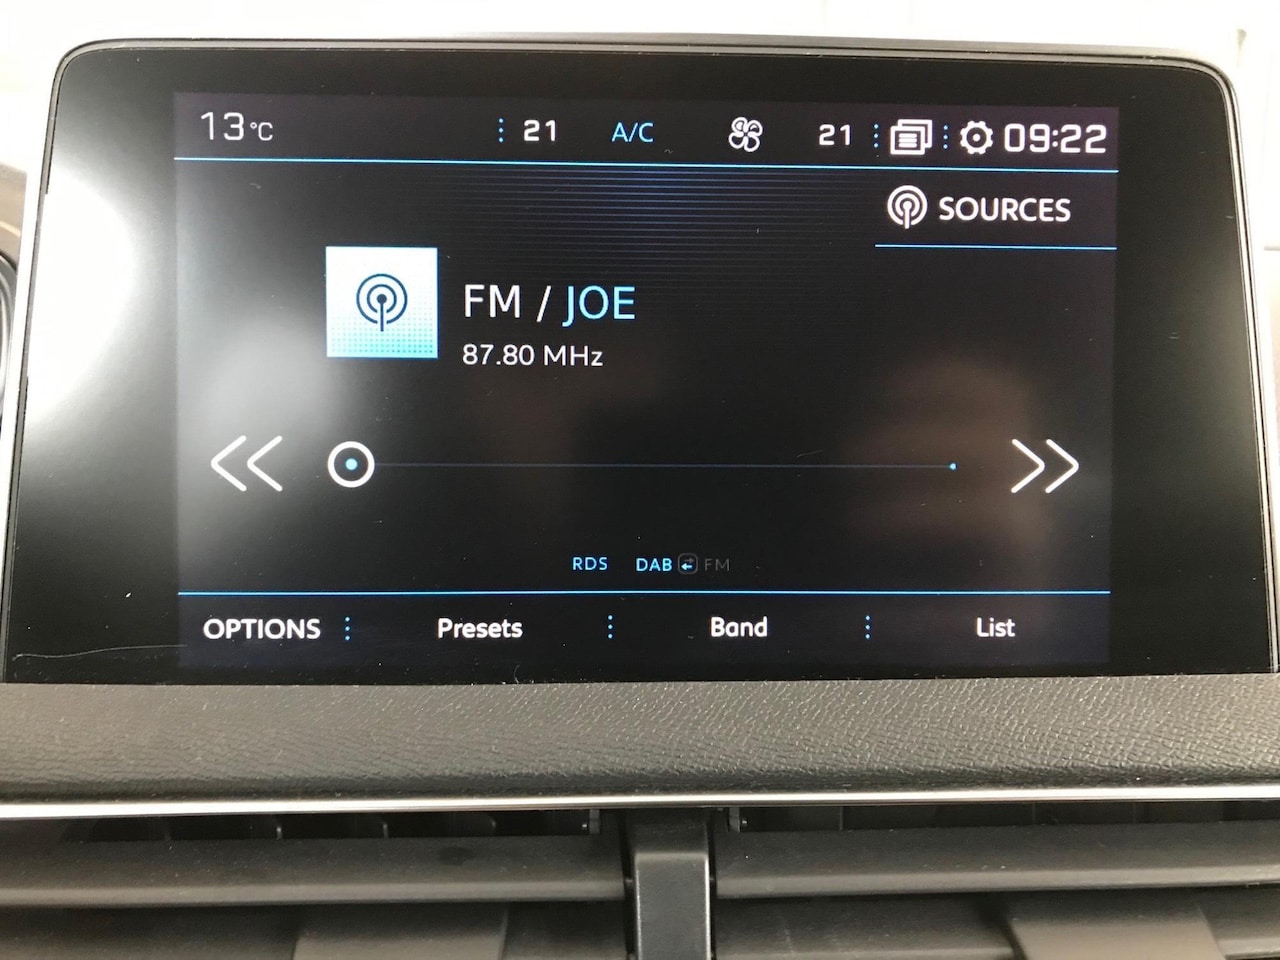 13°C 21 A/C 21 09:22
SOURCES
FM / JOE
87.80 MHz
RDS DAB FM
OPTIONS Presets Band List